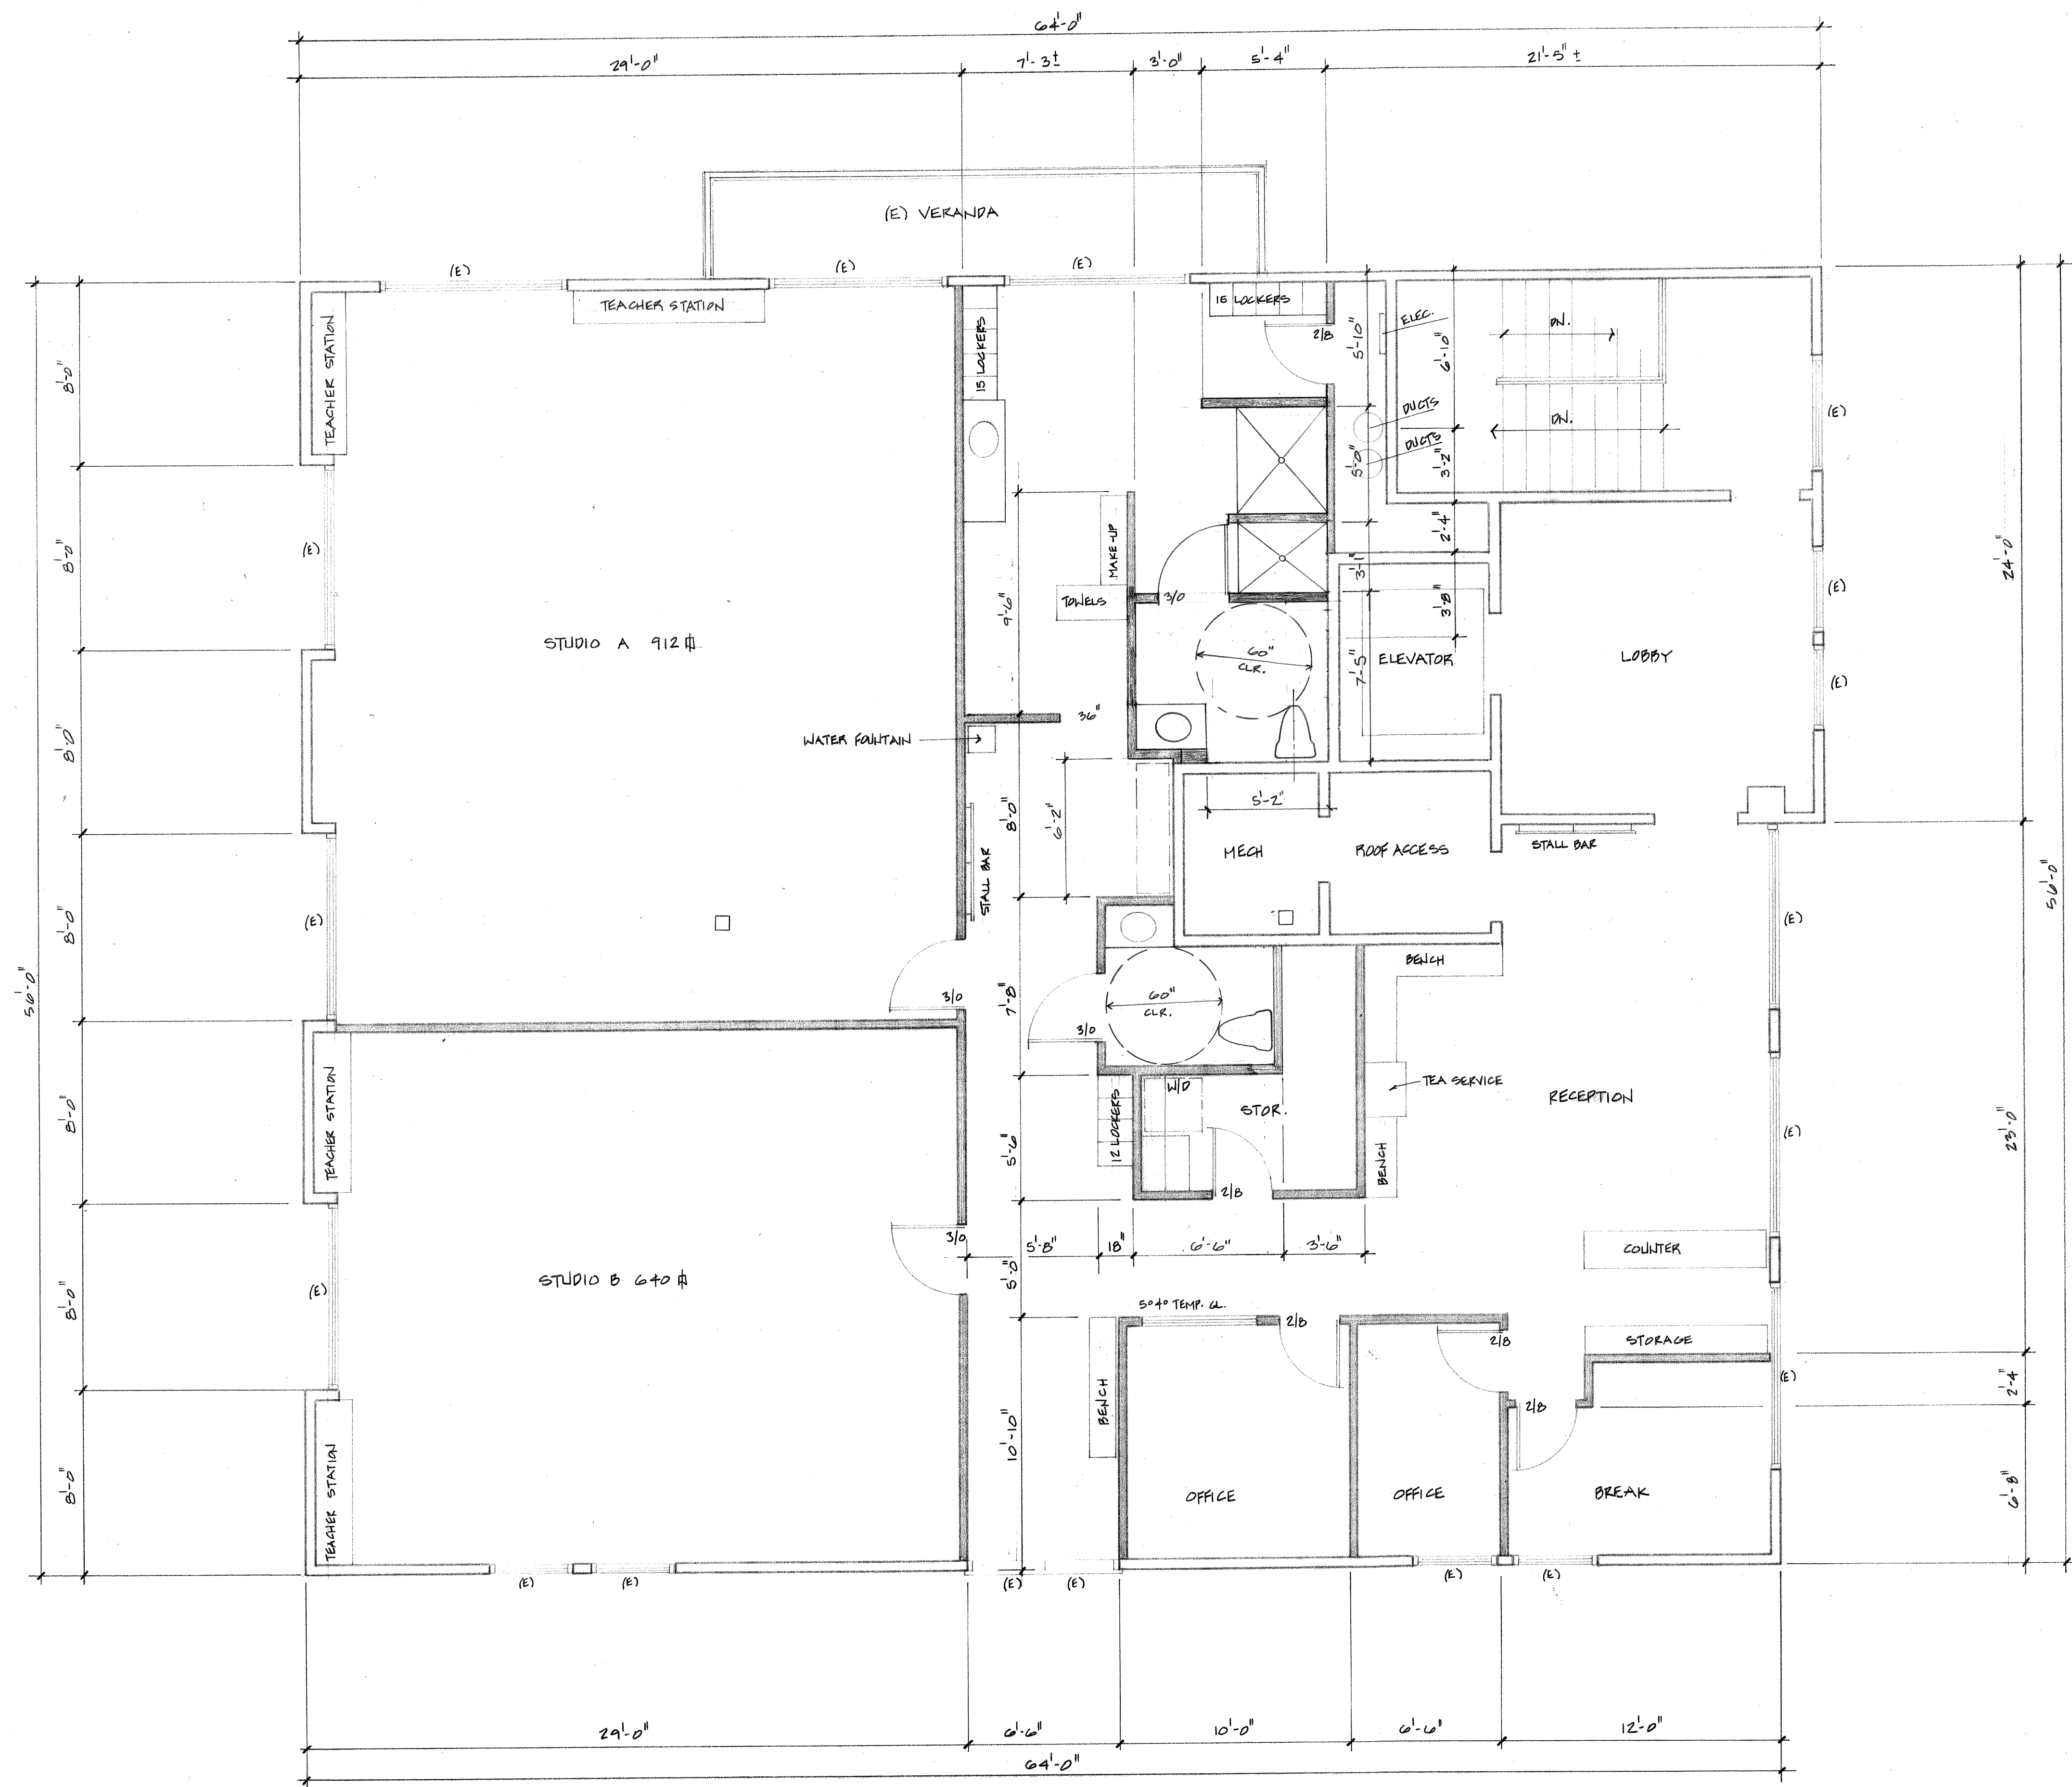 64'-0"
29'-0"
7'-3±
3'-0"
5'-4"
21'-5"±
(E) VERANDA
(E)
(E)
(E)
TEACHER STATION
TEACHER STATION
15 LOCKERS
15 LOCKERS
2/8
5'-10"
ELEC.
6'-10"
DN.
DN.
DUCTS
DUCTS
5'-0"
3'-2"
2'-4"
3'-1"
3'-8"
7'-5"
(E)
(E)
(E)
24'-0"
56'-0"
8'-0"
8'-0"
8'-0"
8'-0"
8'-0"
8'-0"
8'-0"
56'-0"
(E)
(E)
(E)
STUDIO A 912
MAKE-UP
TOWELS
9'-6"
3/0
60"
CLR.
ELEVATOR
LOBBY
36"
WATER FOUNTAIN
8'-0"
6'-2"
STALL BAR
5'-2"
MECH
ROOF ACCESS
STALL BAR
(E)
3/0
7'-8"
3/0
60"
CLR.
BENCH
TEA SERVICE
RECEPTION
(E)
23'-0"
TEACHER STATION
12 LOCKERS
W/D
STOR.
5'-6"
BENCH
2/8
3/0
5'-8"
18"
6'-6"
3'-6"
COUNTER
STUDIO B 640
5'-0"
5⁰4⁰ TEMP. GL.
2/8
2/8
STORAGE
(E)
2'-4"
2/8
BENCH
10'-10"
TEACHER STATION
OFFICE
OFFICE
BREAK
6'-8"
(E)
(E)
(E)
(E)
(E)
(E)
29'-0"
6'-6"
10'-0"
6'-6"
12'-0"
64'-0"